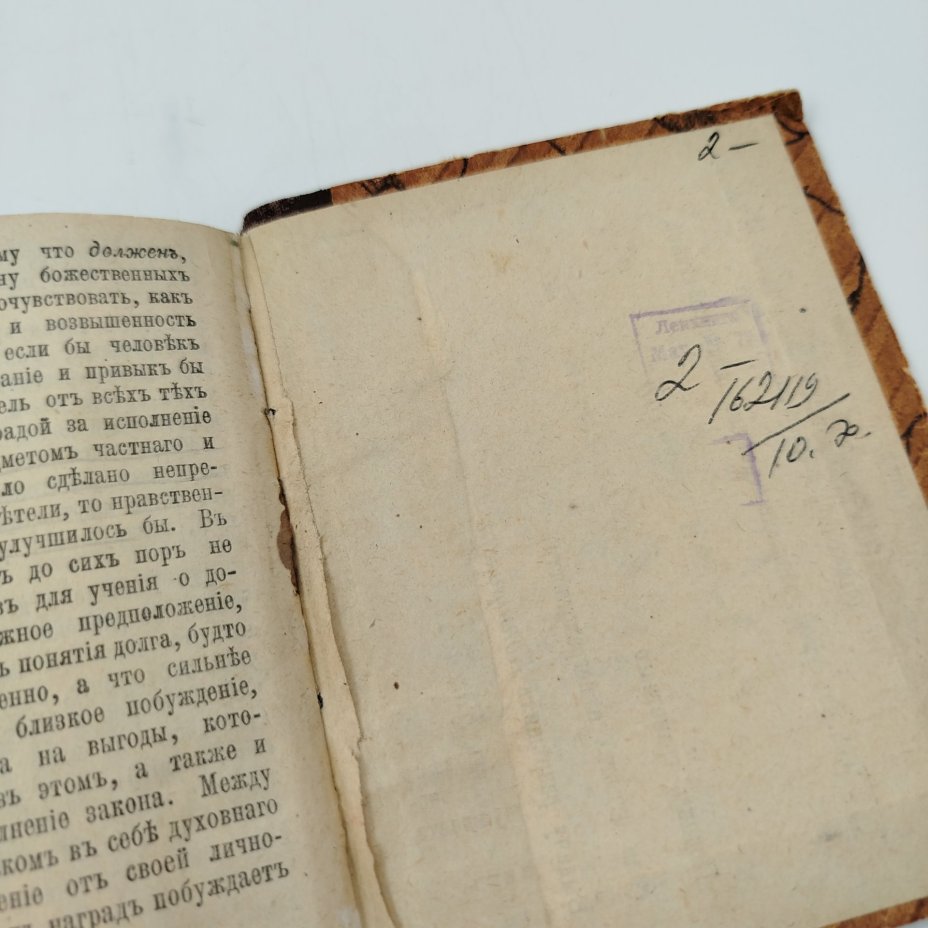 му что долженъ,
ну божественныхъ
очувствовать, какъ
и возвышенность
если бы человѣкъ
аніе и привыкъ бы
ель отъ всѣхъ тѣхъ
радой за исполненіе
дметомъ частнаго и
ло сдѣлано непре-
ѣтели, то нравствен-
улучшилось бы. Въ
ъ до сихъ поръ не
въ для ученія о до-
жное предположеніе,
ъ понятія долга, будто
енно, а что сильнѣе
близкое побужденіе,
а на выгоды, кото-
въ этомъ, а также и
лненіе закона. Между
комъ въ себѣ духовнаго
еніе отъ своей лично-
наградъ побуждаетъ
2 –
2 –
162119
10.